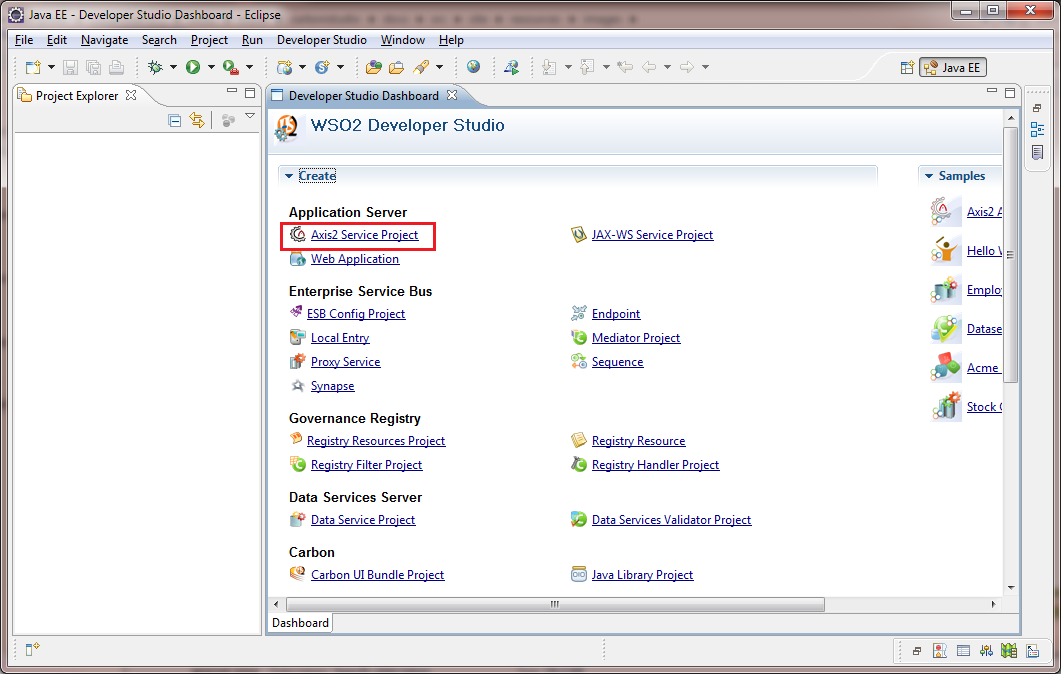 Java EE - Developer Studio Dashboard - Eclipse
File Edit Navigate Search Project Run Developer Studio Window Help
Java EE
Project Explorer
Developer Studio Dashboard
WSO2 Developer Studio
Create
Samples
Application Server
Axis2 Service Project
JAX-WS Service Project
Web Application
Enterprise Service Bus
ESB Config Project
Endpoint
Local Entry
Mediator Project
Proxy Service
Sequence
Synapse
Governance Registry
Registry Resources Project
Registry Resource
Registry Filter Project
Registry Handler Project
Data Services Server
Data Service Project
Data Services Validator Project
Carbon
Carbon UI Bundle Project
Java Library Project
Axis2 A
Hello
Emplo
Datase
Acme
Stock
Dashboard